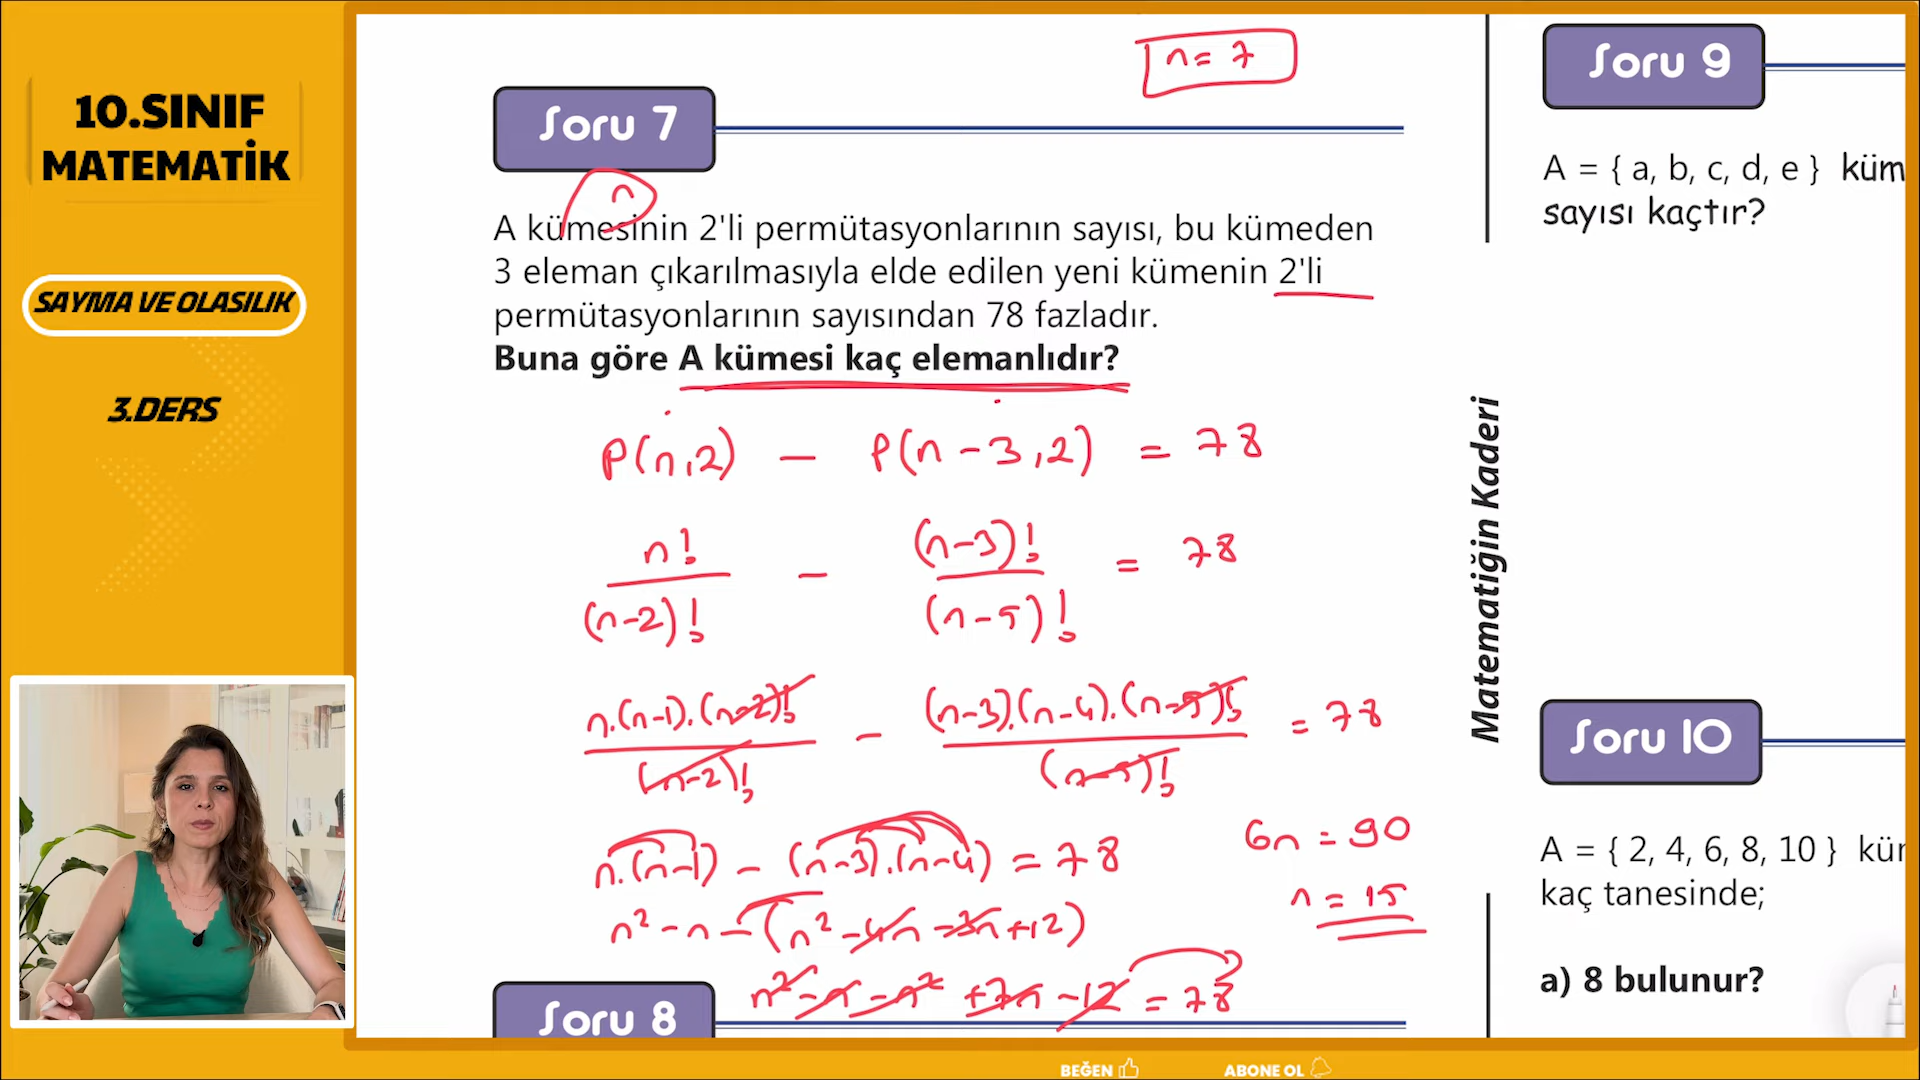 10.SINIF
MATEMATİK
SAYMA VE OLASILIK
3.DERS
n = 7
Soru 7
n
A kümesinin 2'li permütasyonlarının sayısı, bu kümeden
3 eleman çıkarılmasıyla elde edilen yeni kümenin 2'li
permütasyonlarının sayısından 78 fazladır.
Buna göre A kümesi kaç elemanlıdır?
P(n,2) - P(n-3,2) = 78
n! / (n-2)! - (n-3)! / (n-5)! = 78
n.(n-1).(n-2)! / (n-2)! - (n-3).(n-4).(n-5)! / (n-5)! = 78
n.(n-1) - (n-3).(n-4) = 78
n² - n - (n² - 4n - 3n + 12)
n² - n - n² + 7n - 12 = 78
6n = 90
n = 15
Soru 8
Matematiğin Kaderi
Soru 9
A = { a, b, c, d, e } küm
sayısı kaçtır?
Soru 10
A = { 2, 4, 6, 8, 10 } kür
kaç tanesinde;
a) 8 bulunur?
BEĞEN
ABONE OL